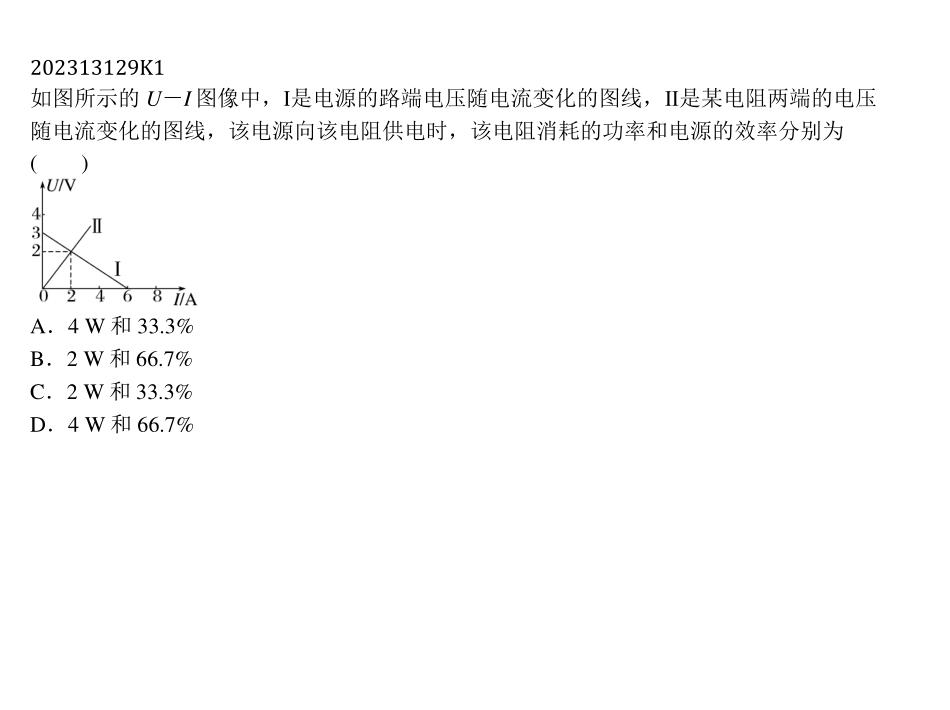 202313129K1
如图所示的 U－I 图像中，Ⅰ是电源的路端电压随电流变化的图线，Ⅱ是某电阻两端的电压
随电流变化的图线，该电源向该电阻供电时，该电阻消耗的功率和电源的效率分别为
(　　)
U/V
4
3
Ⅱ
2
Ⅰ
0 2 4 6 8 I/A
A．4 W 和 33.3%
B．2 W 和 66.7%
C．2 W 和 33.3%
D．4 W 和 66.7%